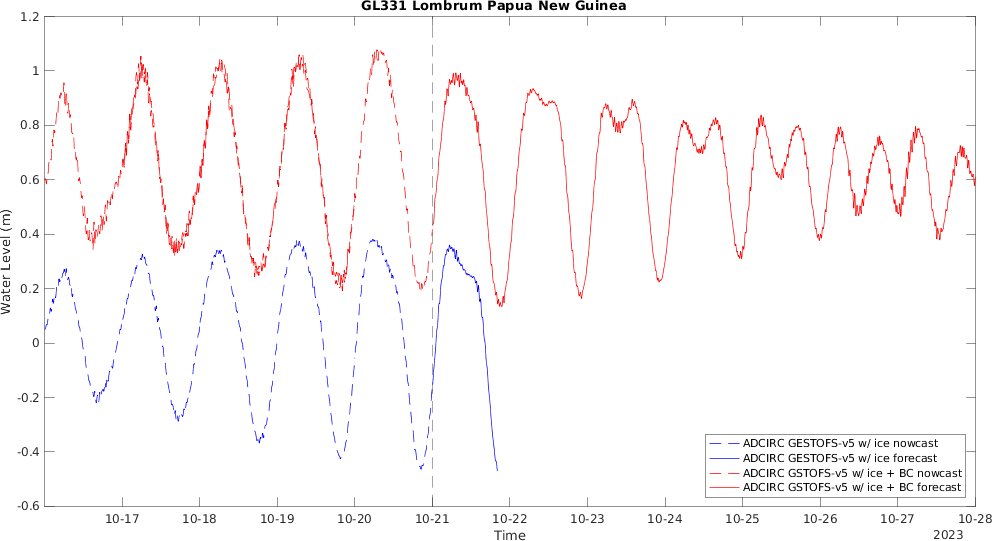 GL331 Lombrum Papua New Guinea
1.2
1
0.8
0.6
0.4
0.2
0
-0.2
-0.4
-0.6
Water Level (m)
ADCIRC GESTOFS-v5 w/ ice nowcast
ADCIRC GESTOFS-v5 w/ ice forecast
ADCIRC GSTOFS-v5 w/ ice + BC nowcast
ADCIRC GSTOFS-v5 w/ ice + BC forecast
10-17 10-18 10-19 10-20 10-21 10-22 10-23 10-24 10-25 10-26 10-27 10-28
Time
2023